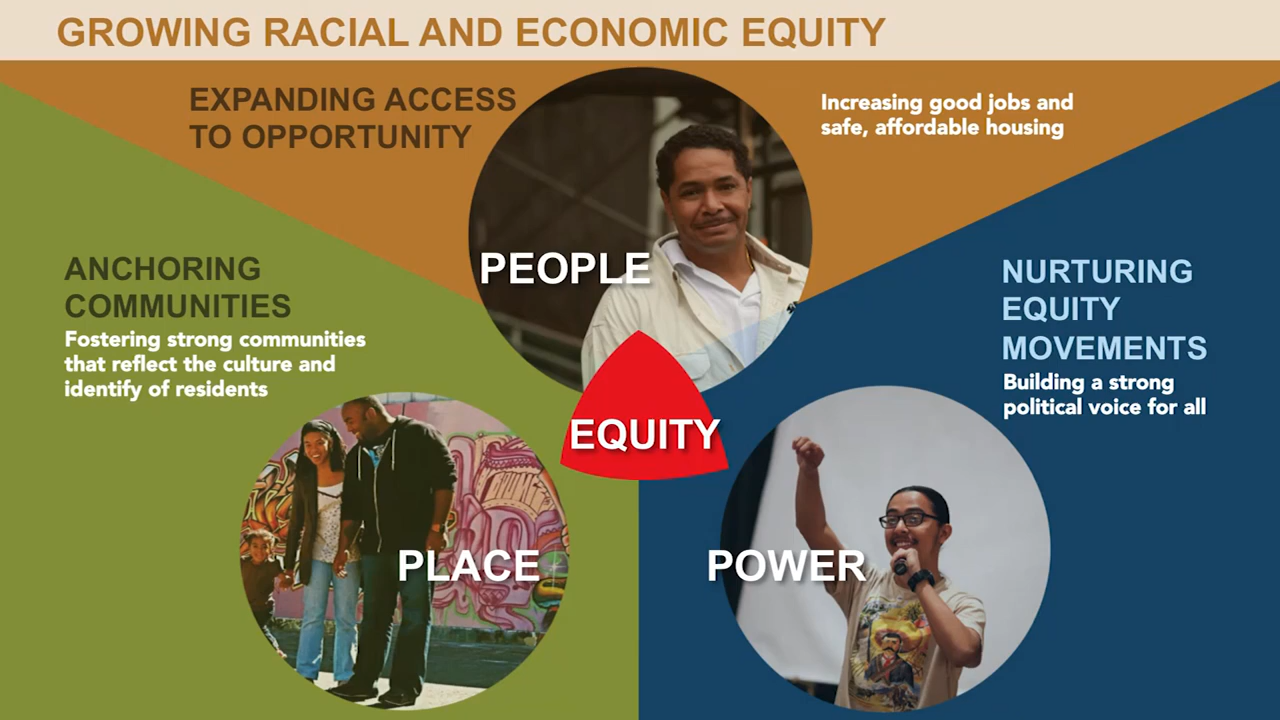 GROWING RACIAL AND ECONOMIC EQUITY
EXPANDING ACCESS
TO OPPORTUNITY
Increasing good jobs and
safe, affordable housing
PEOPLE
ANCHORING
COMMUNITIES
Fostering strong communities
that reflect the culture and
identify of residents
NURTURING
EQUITY
MOVEMENTS
Building a strong
political voice for all
EQUITY
PLACE
POWER